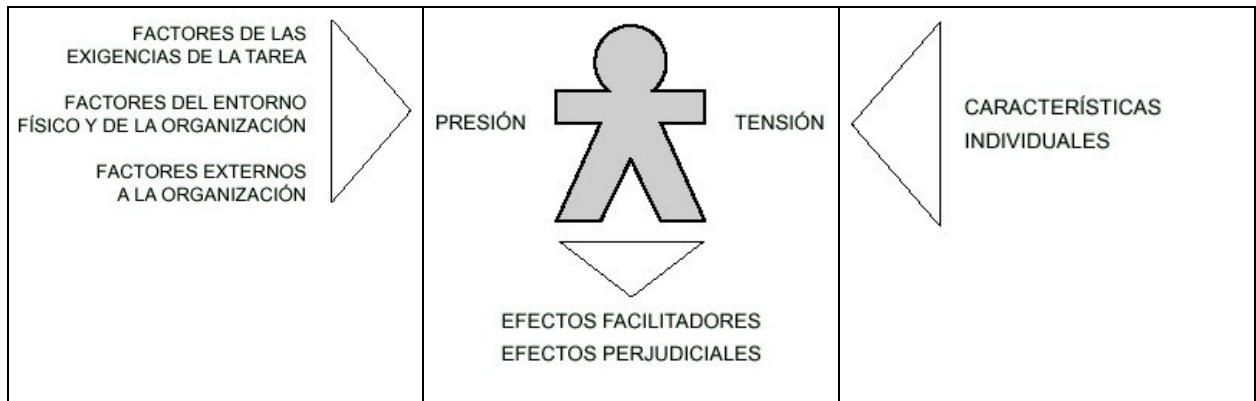 FACTORES DE LAS
EXIGENCIAS DE LA TAREA
FACTORES DEL ENTORNO
FÍSICO Y DE LA ORGANIZACIÓN
FACTORES EXTERNOS
A LA ORGANIZACIÓN
PRESIÓN
TENSIÓN
EFECTOS FACILITADORES
EFECTOS PERJUDICIALES
CARACTERÍSTICAS
INDIVIDUALES